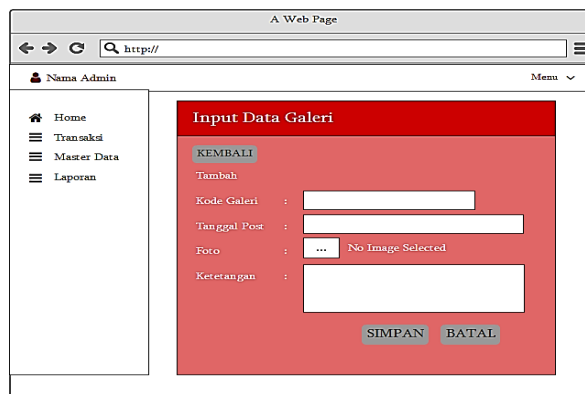 A Web Page
http://
Nama Admin
Menu
Home
Transaksi
Master Data
Laporan
Input Data Galeri
KEMBALI
Tambah
Kode Galeri :
Tanggal Post :
Foto : ... No Image Selected
Ketetangan :
SIMPAN BATAL